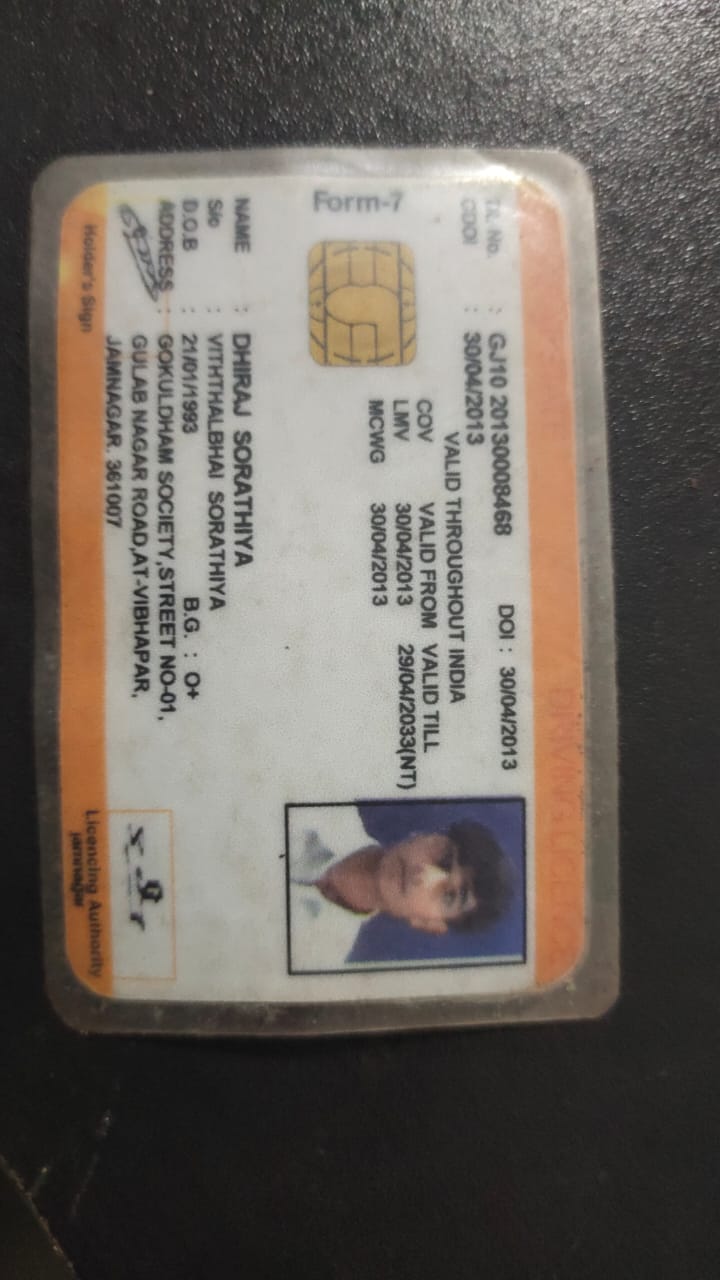 DRIVING LICENCE
DL No. : GJ10 20130008468 DOI : 30/04/2013
CDOI : 30/04/2013
VALID THROUGHOUT INDIA
COV VALID FROM VALID TILL
LMV 30/04/2013 29/04/2033(NT)
MCWG 30/04/2013
Form-7
NAME : DHIRAJ SORATHIYA
S/o : VITHTHALBHAI SORATHIYA
D.O.B : 21/01/1993 B.G. : O+
ADDRESS : GOKULDHAM SOCIETY,STREET NO-01,
GULAB NAGAR ROAD,AT-VIBHAPAR,
JAMNAGAR. 361007
Holder's Sign
Licencing Authority
jamnagar